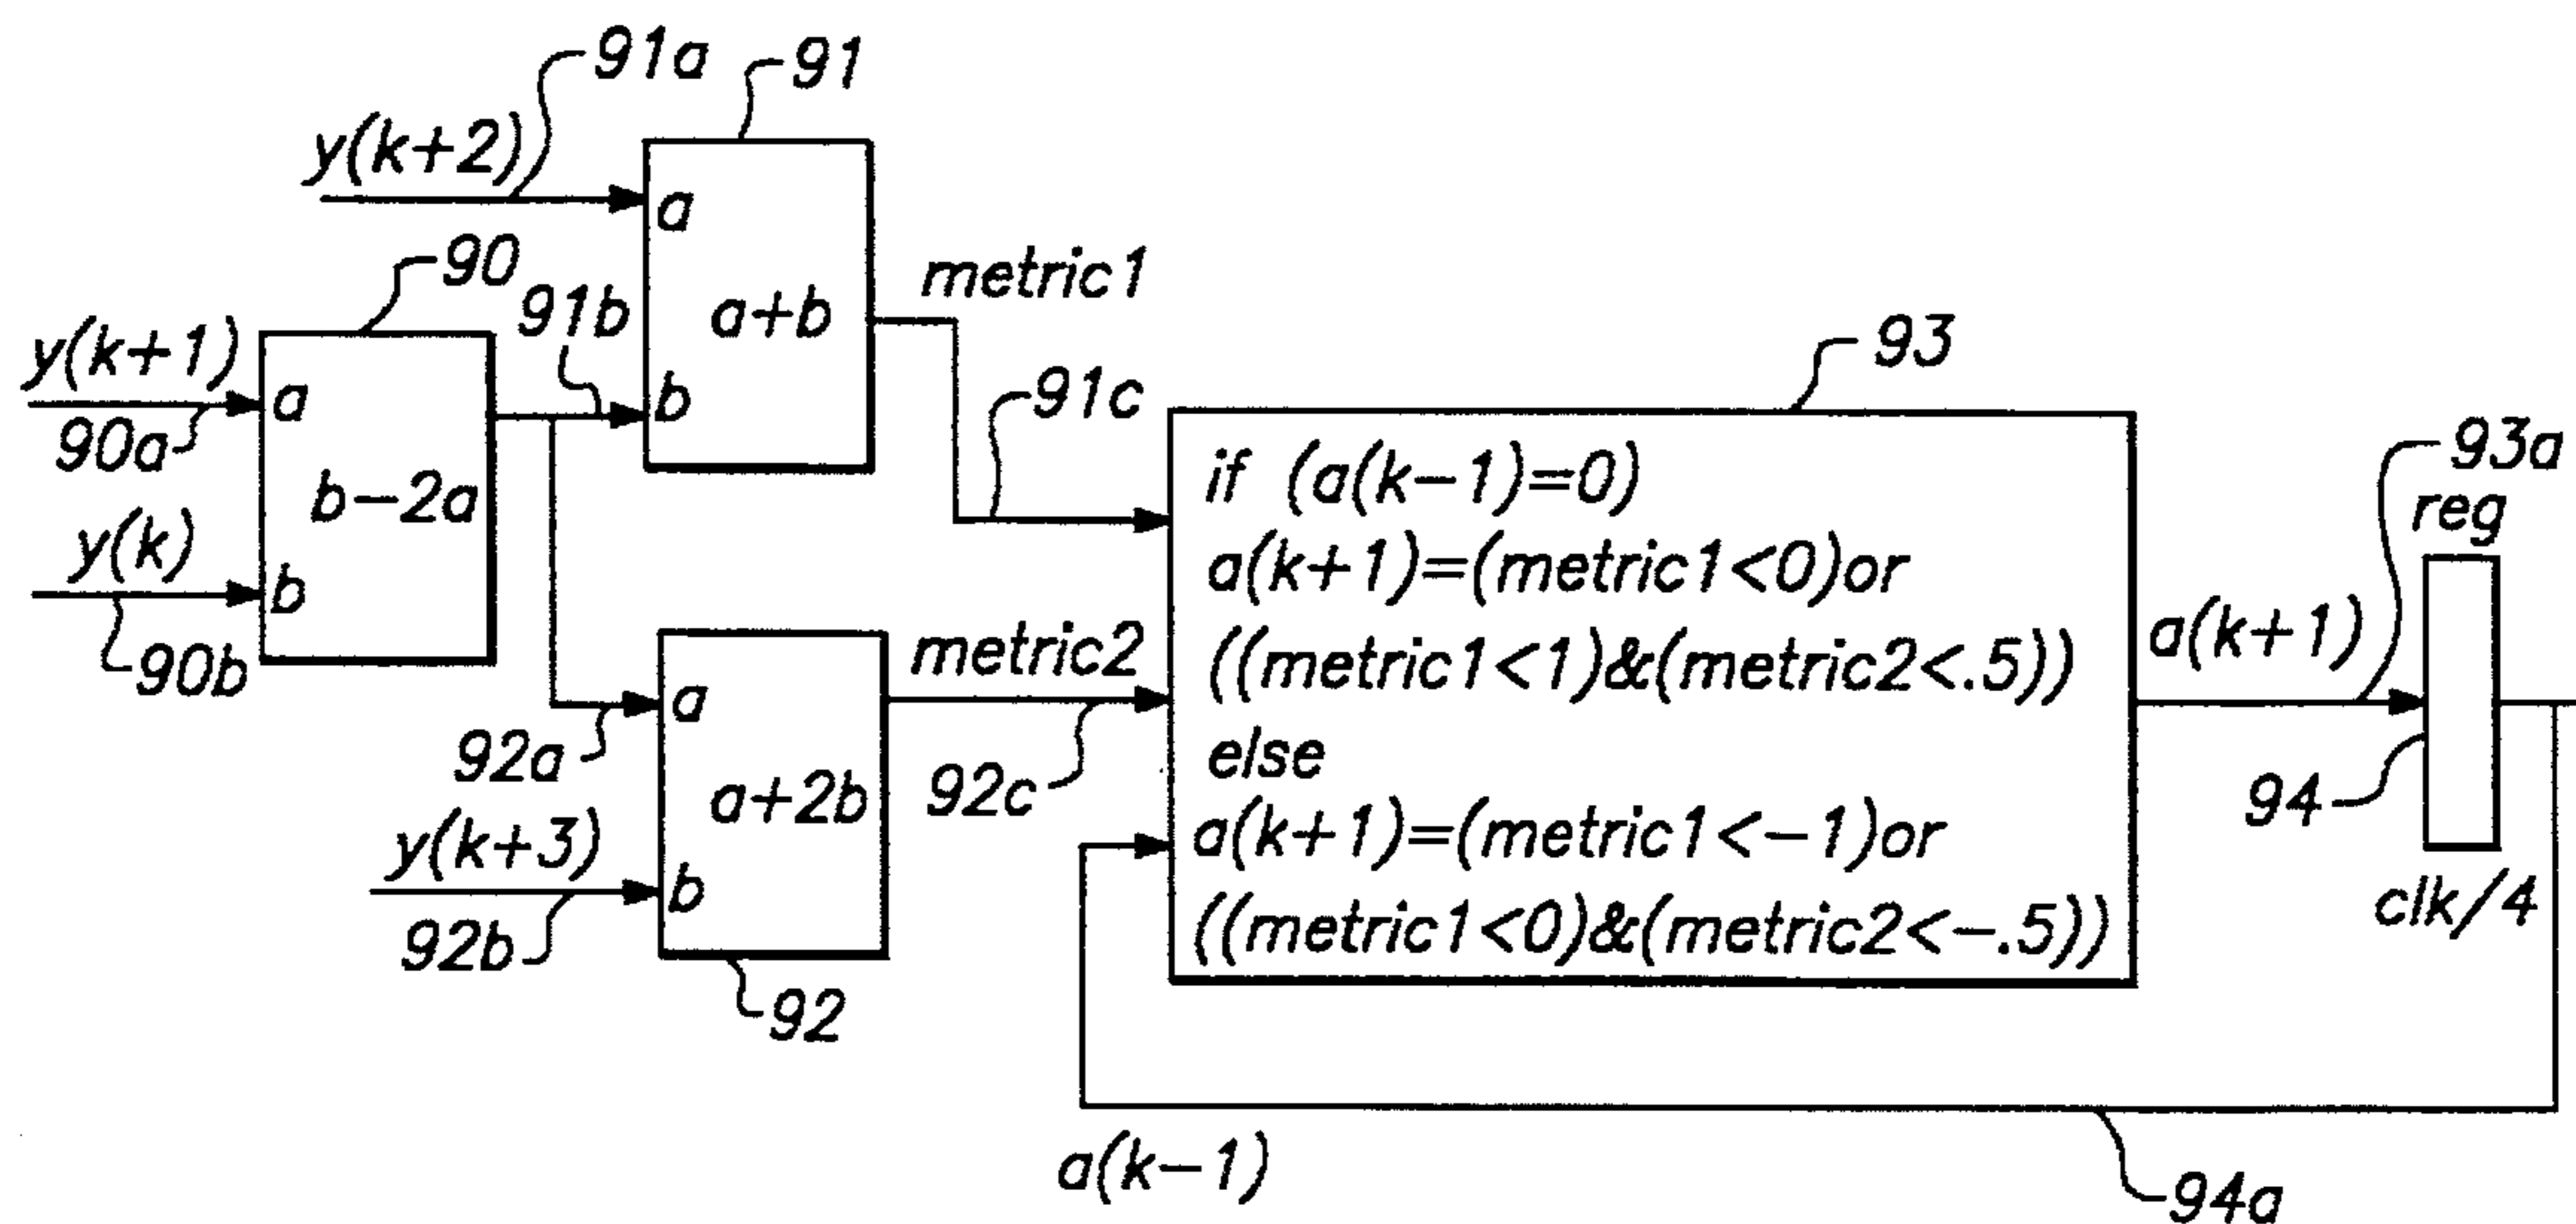 91a
91
y(k+2)
a
90
91b
a+b
metric1
y(k+1)
a
b
90a
b-2a
91c
93
y(k)
b
90b
if (a(k-1)=0)
a(k+1)=(metric1<0)or
((metric1<1)&(metric2<.5))
else
a(k+1)=(metric1<-1)or
((metric1<0)&(metric2<-.5))
93a
reg
a(k+1)
94
clk/4
metric2
a
92a
a+2b
92c
y(k+3)
b
92b
92
a(k-1)
94a